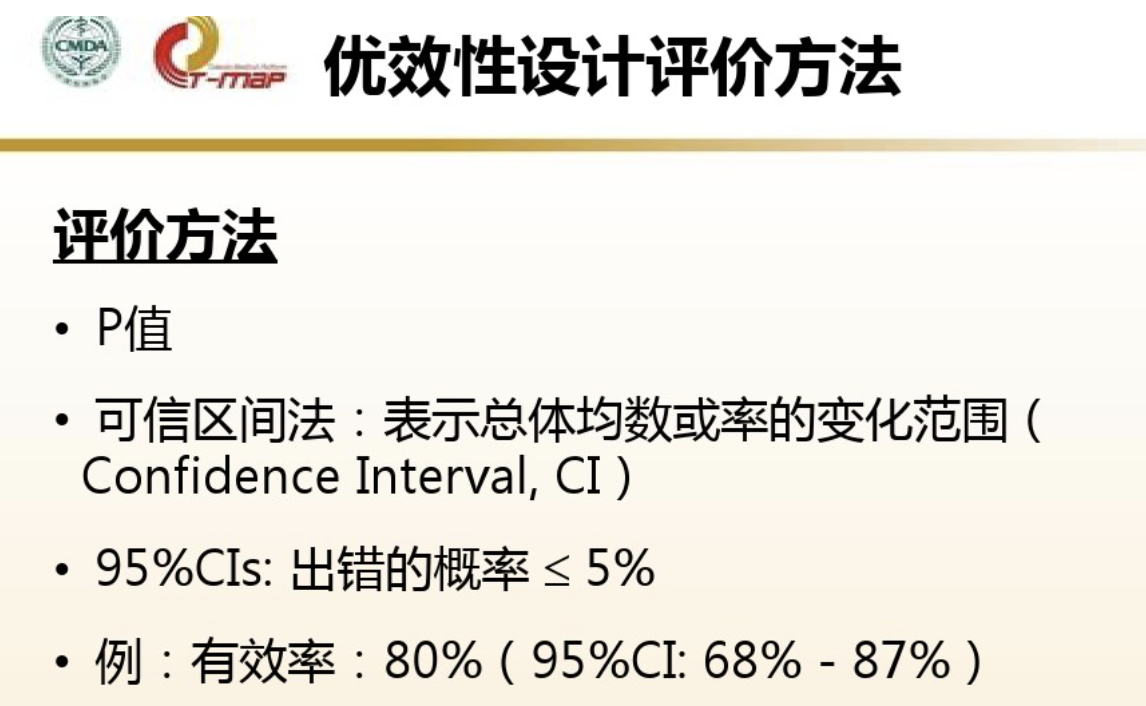 CMDA
T-map
优效性设计评价方法
评价方法
• P值
• 可信区间法：表示总体均数或率的变化范围（
Confidence Interval, CI）
• 95%CIs: 出错的概率 ≤ 5%
• 例：有效率：80%（95%CI: 68% - 87%）